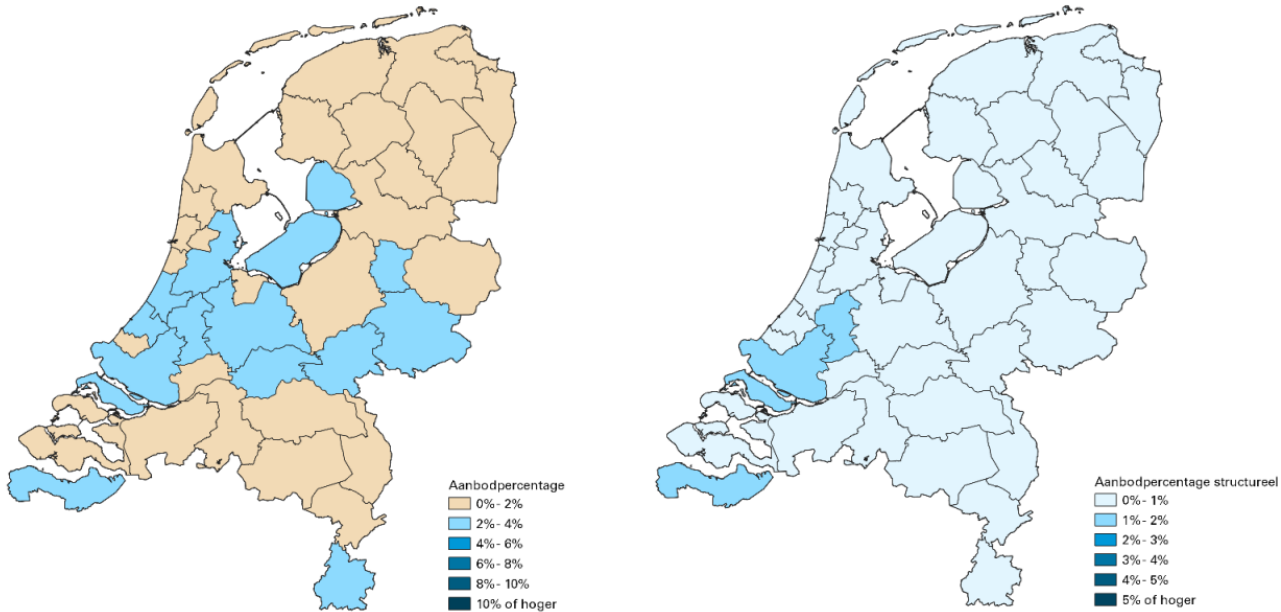 Aanbodpercentage
0% - 2%
2% - 4%
4% - 6%
6% - 8%
8% - 10%
10% of hoger
Aanbodpercentage structureel
0% - 1%
1% - 2%
2% - 3%
3% - 4%
4% - 5%
5% of hoger